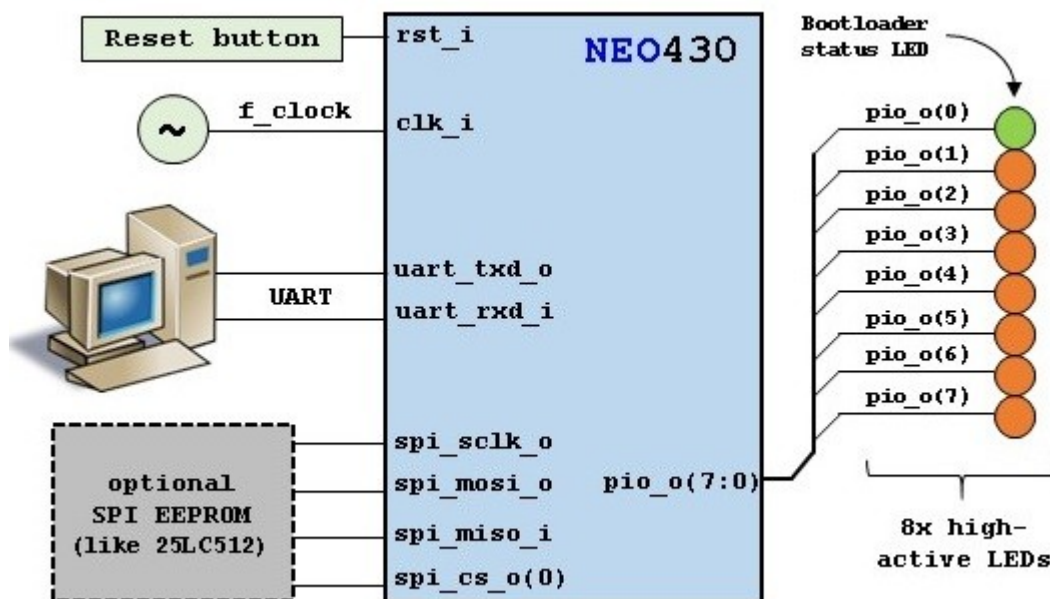 Reset button
rst_i
NEO430
Bootloader
status LED
f_clock
~
clk_i
pio_o(0)
pio_o(1)
pio_o(2)
pio_o(3)
pio_o(4)
pio_o(5)
pio_o(6)
pio_o(7)
uart_txd_o
UART
uart_rxd_i
optional
SPI EEPROM
(like 25LC512)
spi_sclk_o
spi_mosi_o
spi_miso_i
spi_cs_o(0)
pio_o(7:0)
8x high-
active LEDs